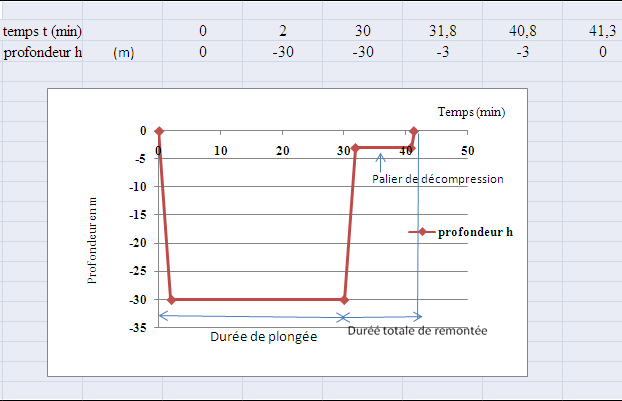 temps t (min) 0 2 30 31,8 40,8 41,3
profondeur h (m) 0 -30 -30 -3 -3 0
Temps (min)
0
0 10 20 30 40 50
-5
Palier de décompression
-10
-15
profondeur h
-20
-25
-30
-35
Profondeur en m
Durée de plongée
Duréé totale de remontée